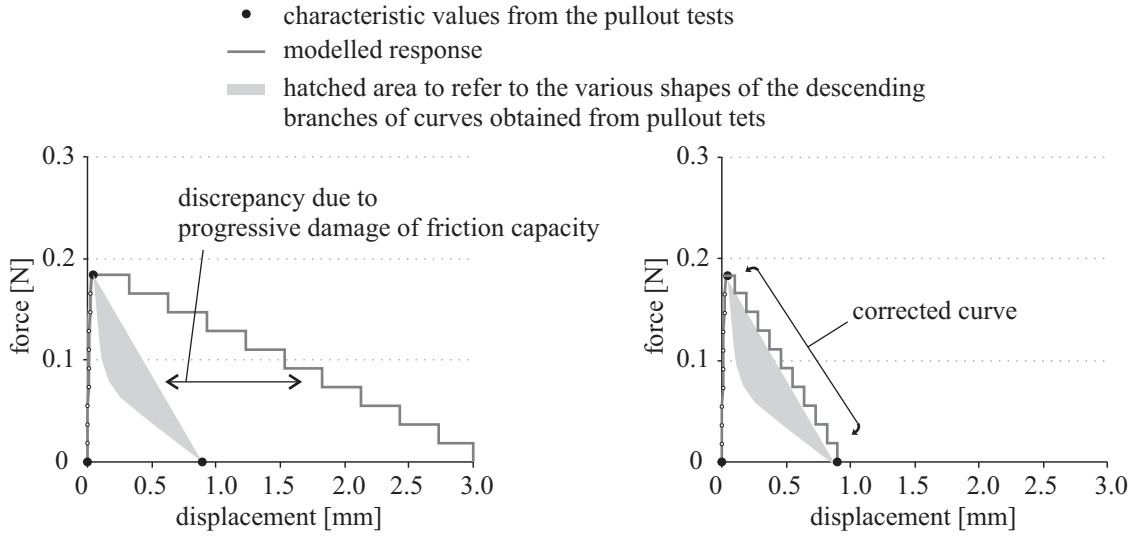 characteristic values from the pullout tests
modelled response
hatched area to refer to the various shapes of the descending
branches of curves obtained from pullout tets
0.3
0.2
0.1
0
force [N]
discrepancy due to
progressive damage of friction capacity
0 0.5 1.0 1.5 2.0 2.5 3.0
displacement [mm]
0.3
0.2
0.1
0
force [N]
corrected curve
0 0.5 1.0 1.5 2.0 2.5 3.0
displacement [mm]